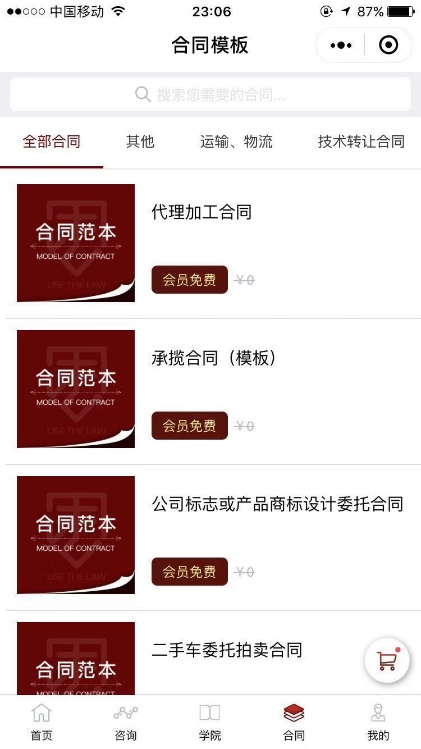 中国移动 23:06 87%
合同模板
搜索您需要的合同...
全部合同 其他 运输、物流 技术转让合同
合同范本
MODEL OF CONTRACT
USE THE LAW
代理加工合同
会员免费 ¥0
合同范本
MODEL OF CONTRACT
USE THE LAW
承揽合同（模板）
会员免费 ¥0
合同范本
MODEL OF CONTRACT
USE THE LAW
公司标志或产品商标设计委托合同
会员免费 ¥0
合同范本
MODEL OF CONTRACT
二手车委托拍卖合同
首页 咨询 学院 合同 我的